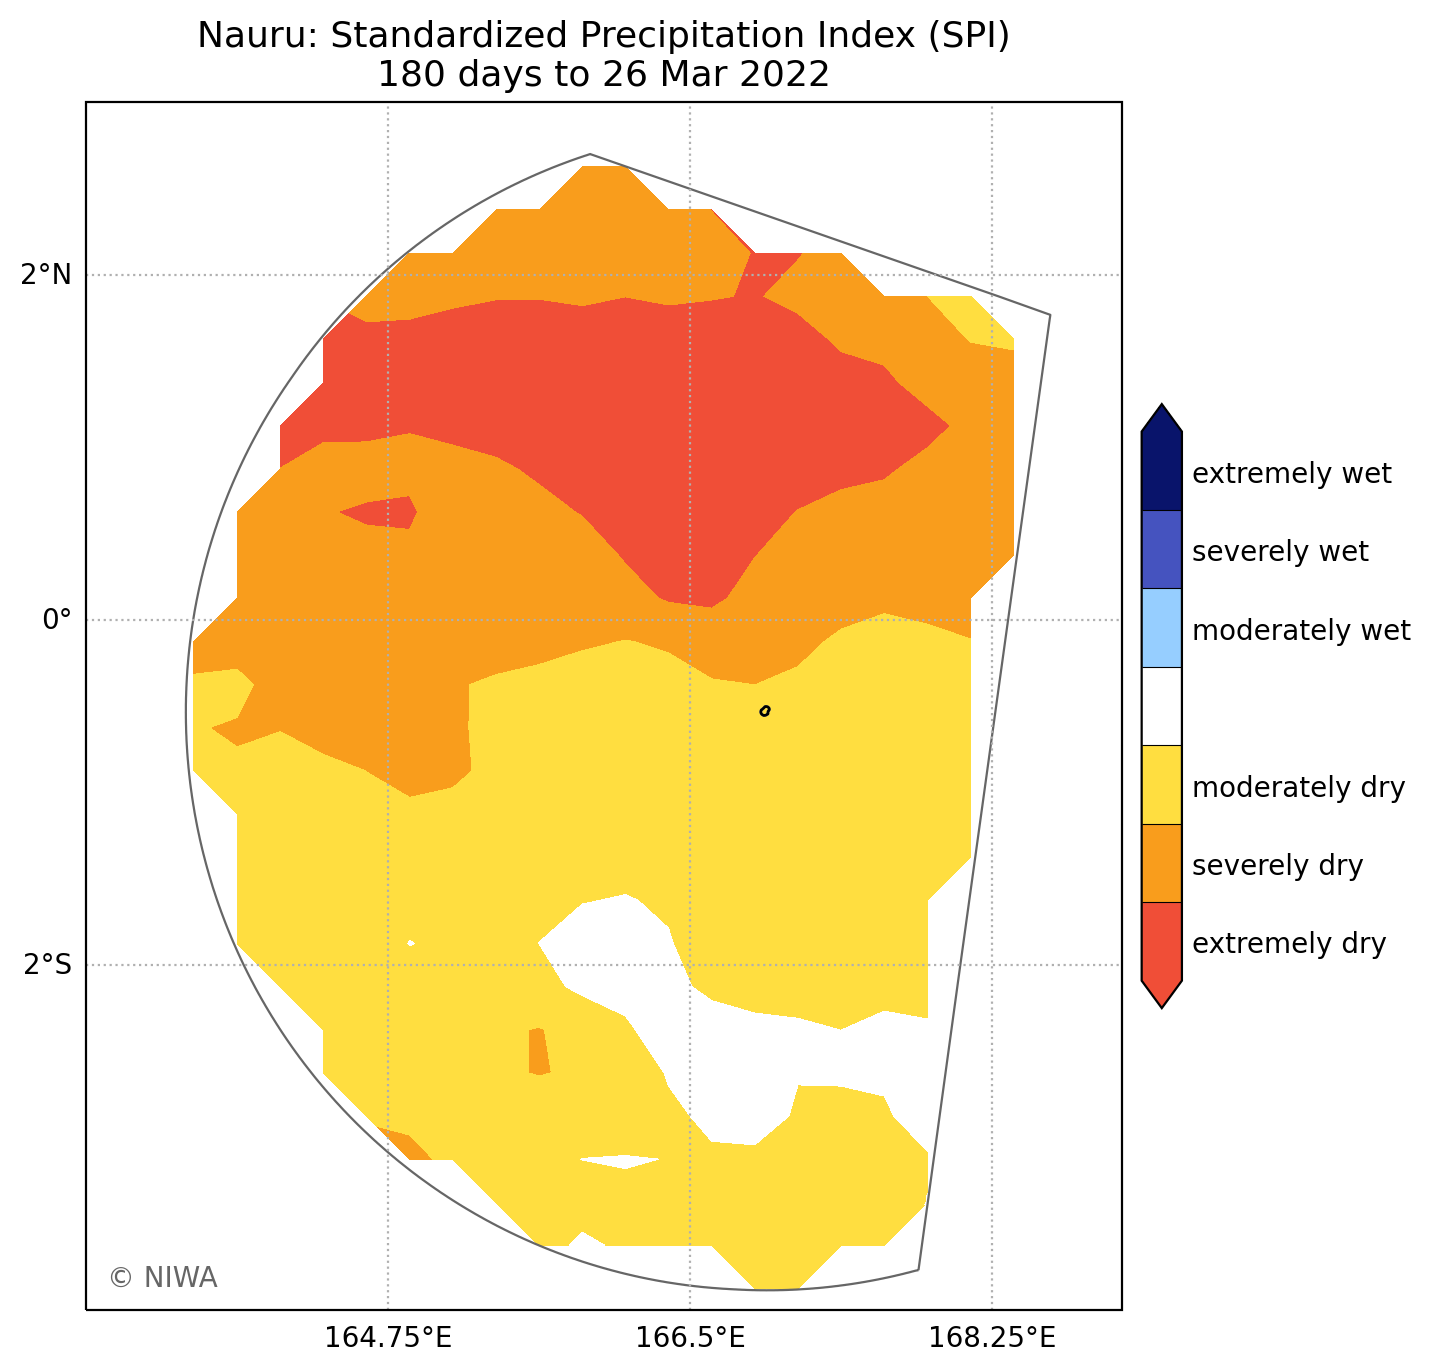 Nauru: Standardized Precipitation Index (SPI)
180 days to 26 Mar 2022
2°N
0°
2°S
164.75°E
166.5°E
168.25°E
extremely wet
severely wet
moderately wet
moderately dry
severely dry
extremely dry
© NIWA